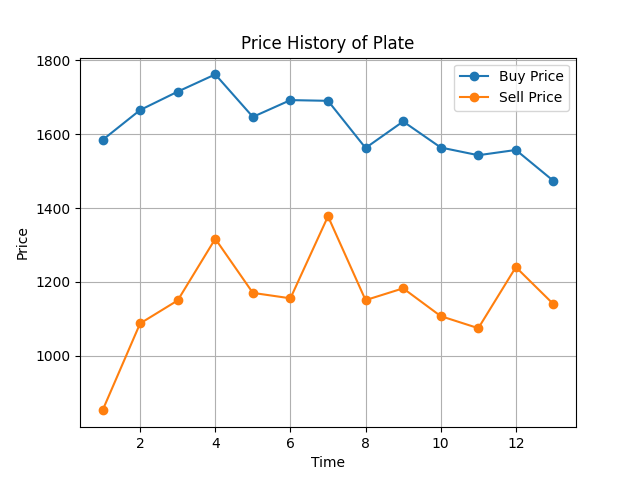 Price History of Plate
Buy Price
Sell Price
1800
1600
1400
1200
1000
Price
2 4 6 8 10 12
Time